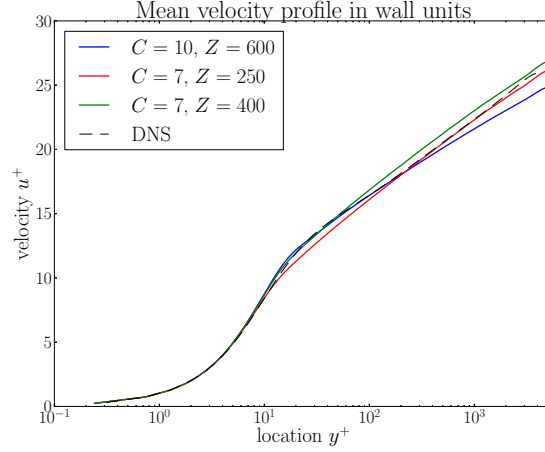 Mean velocity profile in wall units
30
25
20
15
10
5
0
velocity u⁺
C = 10, Z = 600
C = 7, Z = 250
C = 7, Z = 400
DNS
10⁻¹ 10⁰ 10¹ 10² 10³
location y⁺